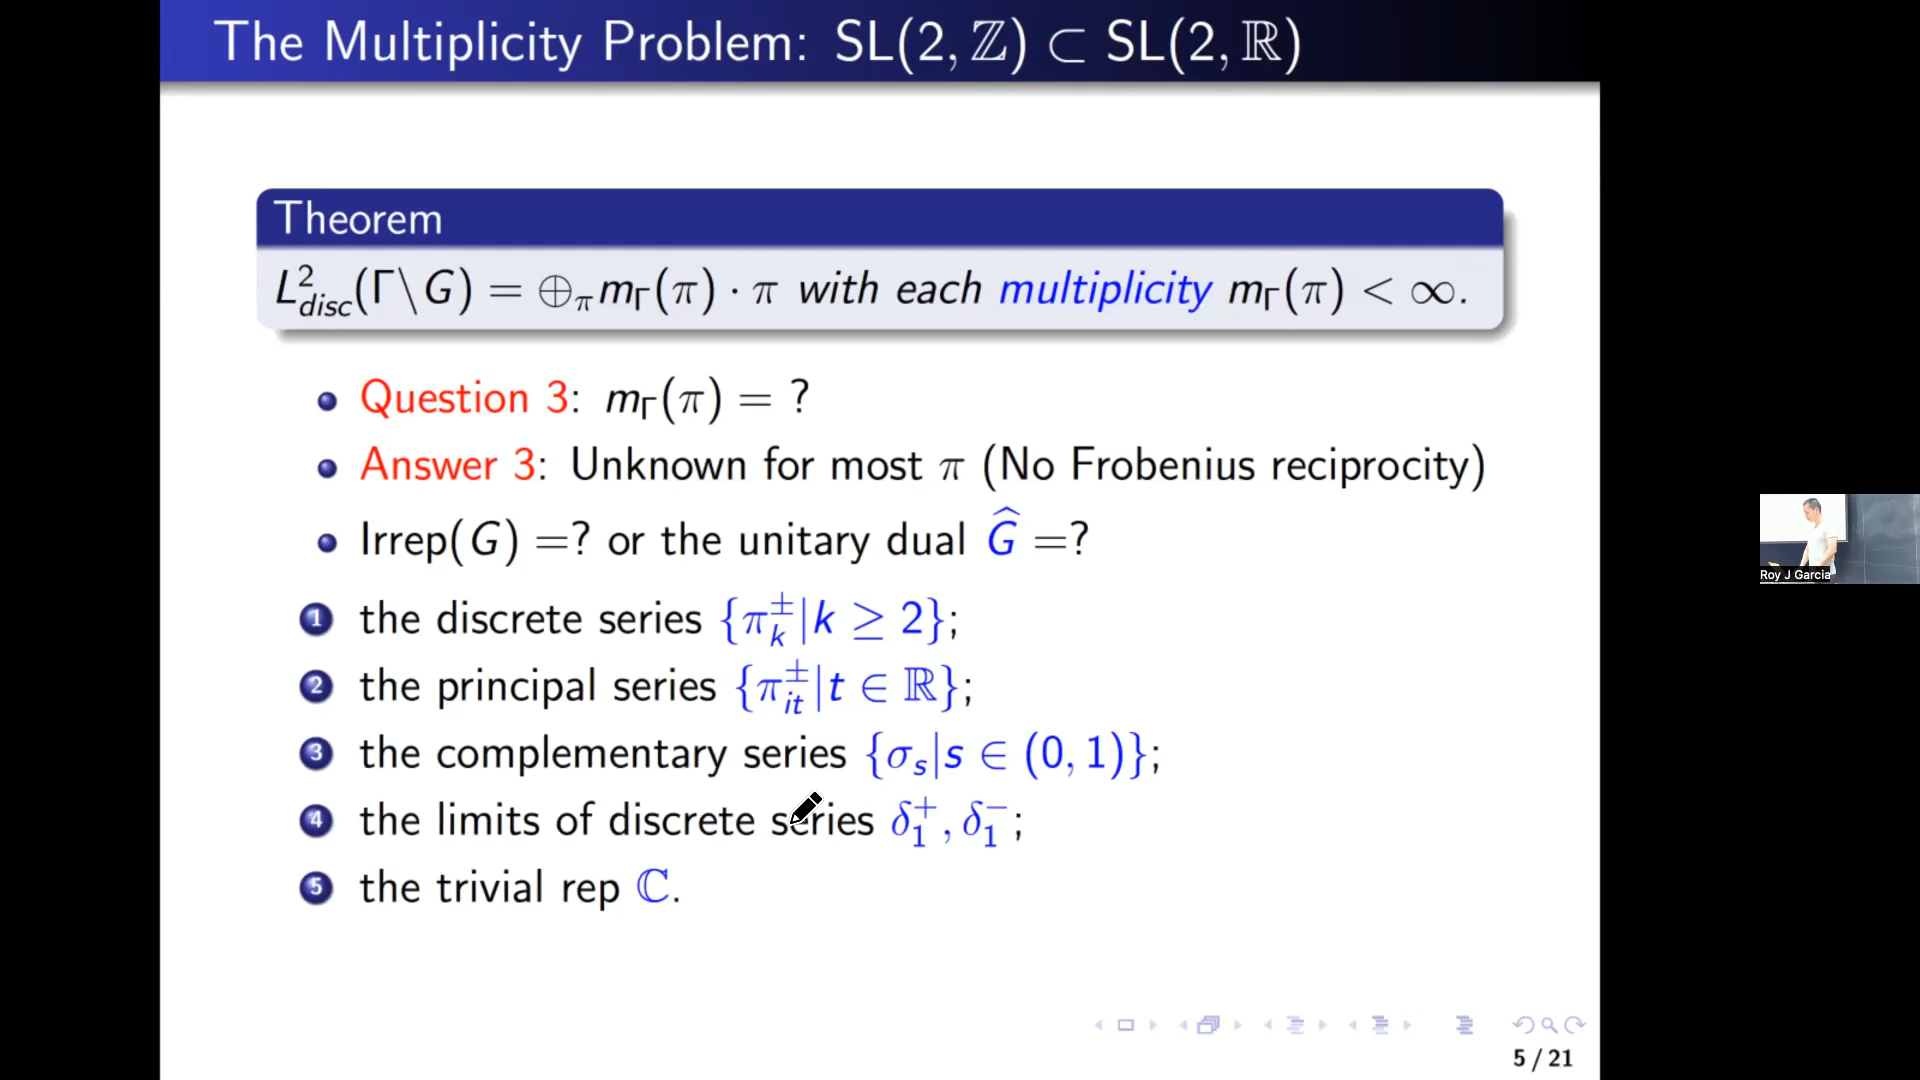 The Multiplicity Problem: SL(2, ℤ) ⊂ SL(2, ℝ)
Theorem
L²_disc(Γ\G) = ⊕_π m_Γ(π) · π with each multiplicity m_Γ(π) < ∞.
Question 3: m_Γ(π) = ?
Answer 3: Unknown for most π (No Frobenius reciprocity)
Irrep(G) =? or the unitary dual Ĝ =?
1 the discrete series {π_k^±|k ≥ 2};
2 the principal series {π_it^±|t ∈ ℝ};
3 the complementary series {σ_s|s ∈ (0, 1)};
4 the limits of discrete series δ_1^+, δ_1^-;
5 the trivial rep ℂ.
Roy J Garcia
5 / 21